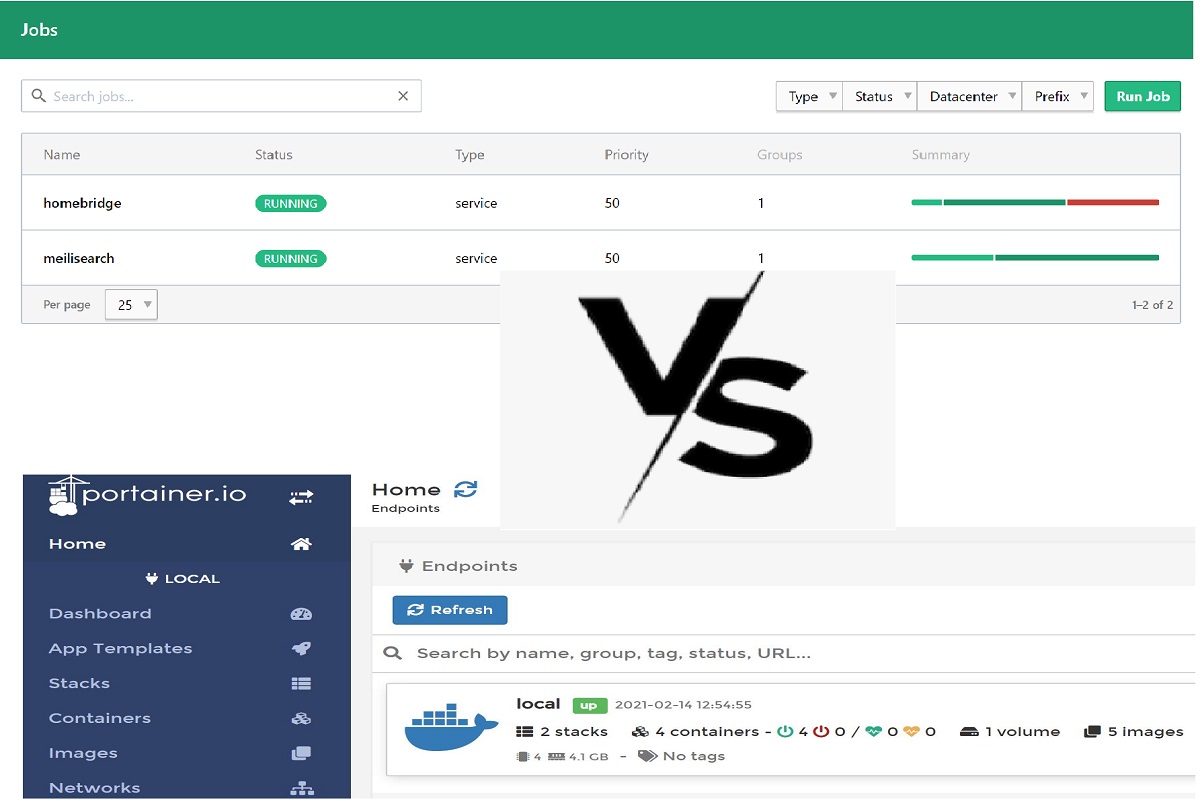 Jobs
Search jobs...
Type Status Datacenter Prefix Run Job
Name Status Type Priority Groups Summary
homebridge RUNNING service 50 1
meilisearch RUNNING service 50 1
Per page 25 1–2 of 2
VS
portainer.io
Home
LOCAL
Dashboard
App Templates
Stacks
Containers
Images
Networks
Home
Endpoints
Endpoints
Refresh
Search by name, group, tag, status, URL...
local up 2021-02-14 12:54:55
2 stacks 4 containers - 4 0 / 0 0 1 volume 5 images
4 4.1 GB - No tags